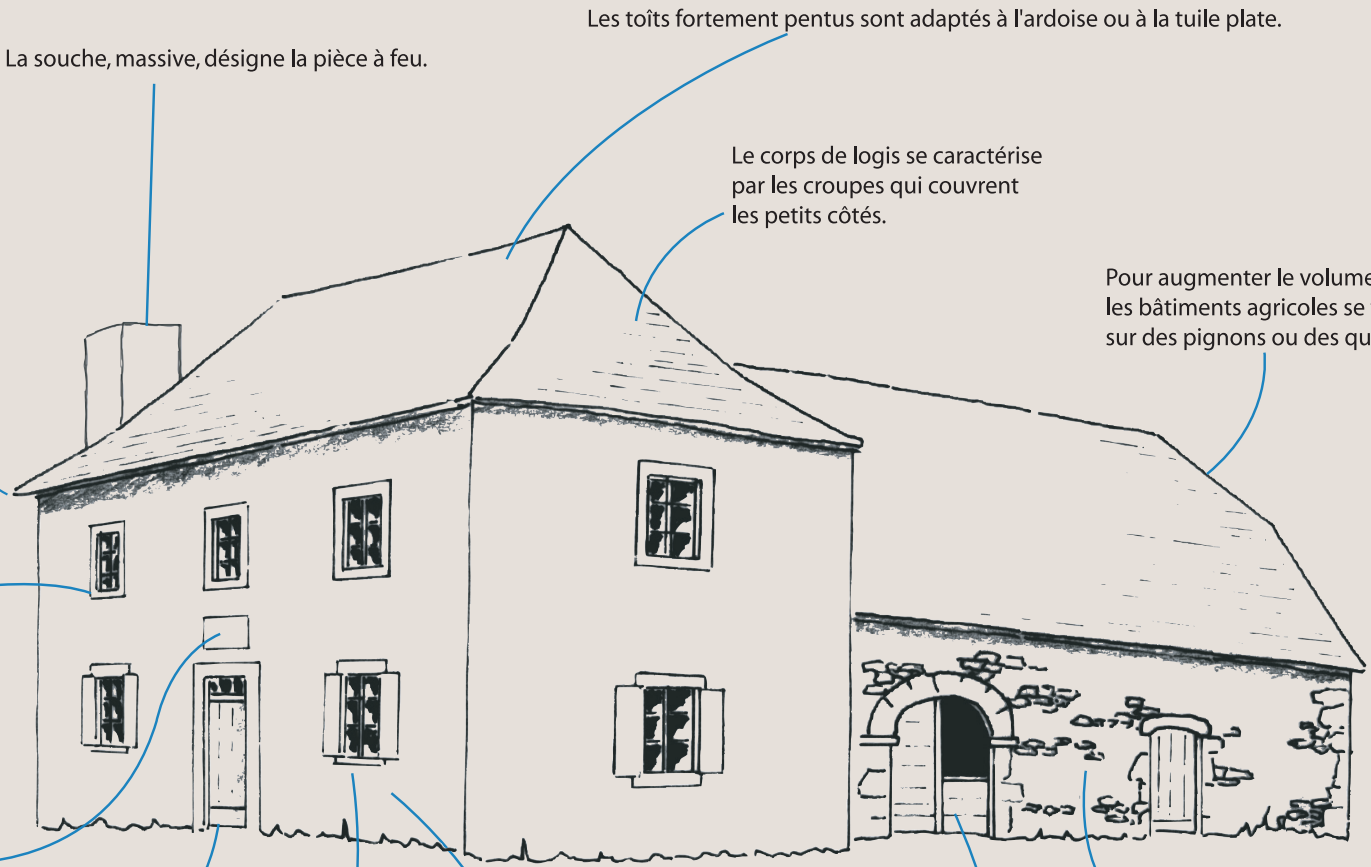 Les toîts fortement pentus sont adaptés à l'ardoise ou à la tuile plate.
La souche, massive, désigne la pièce à feu.
Le corps de logis se caractérise
par les croupes qui couvrent
les petits côtés.
Pour augmenter le volume
les bâtiments agricoles se
sur des pignons ou des qu